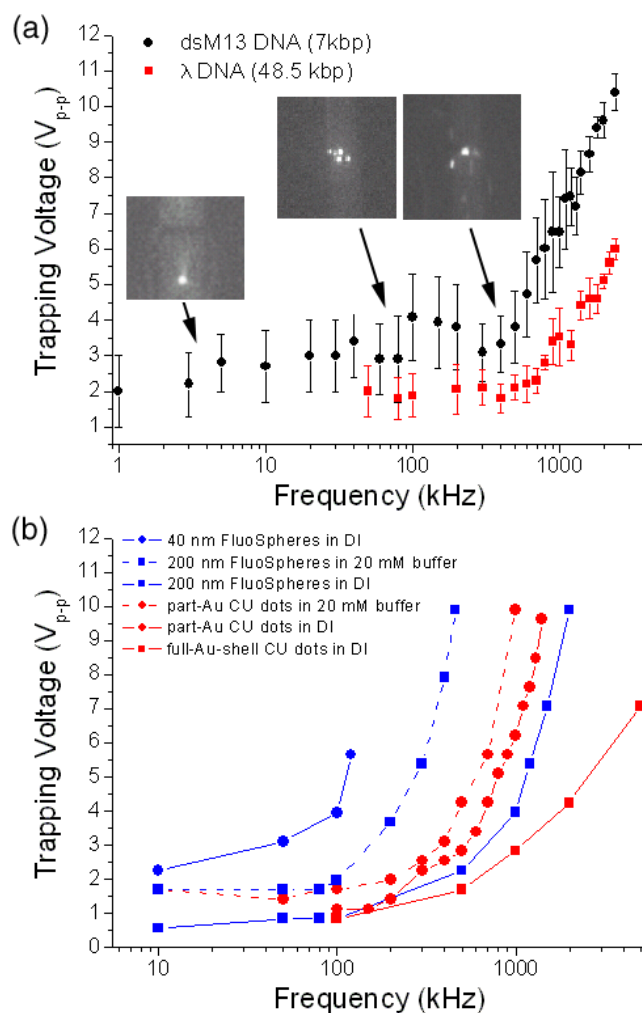 (a)
dsM13 DNA (7kbp)
λ DNA (48.5 kbp)
Trapping Voltage (Vp-p)
12
11
10
9
8
7
6
5
4
3
2
1
1
10
100
1000
Frequency (kHz)
(b)
40 nm FluoSpheres in DI
200 nm FluoSpheres in 20 mM buffer
200 nm FluoSpheres in DI
part-Au CU dots in 20 mM buffer
part-Au CU dots in DI
full-Au-shell CU dots in DI
Trapping Voltage (Vp-p)
12
11
10
9
8
7
6
5
4
3
2
1
0
10
100
1000
Frequency (kHz)